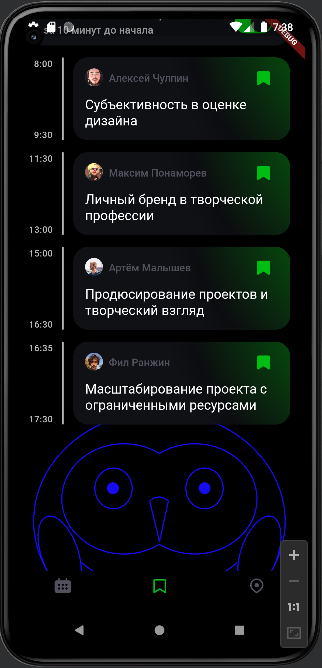 за 10 минут до начала
7:38
DEBUG
8:00
Алексей Чулпин
Субъективность в оценке
дизайна
9:30
11:30
Максим Понаморев
Личный бренд в творческой
профессии
13:00
15:00
Артём Малышев
Продюсирование проектов и
творческий взгляд
16:30
16:35
Фил Ранжин
Масштабирование проекта с
ограниченными ресурсами
17:30
1:1